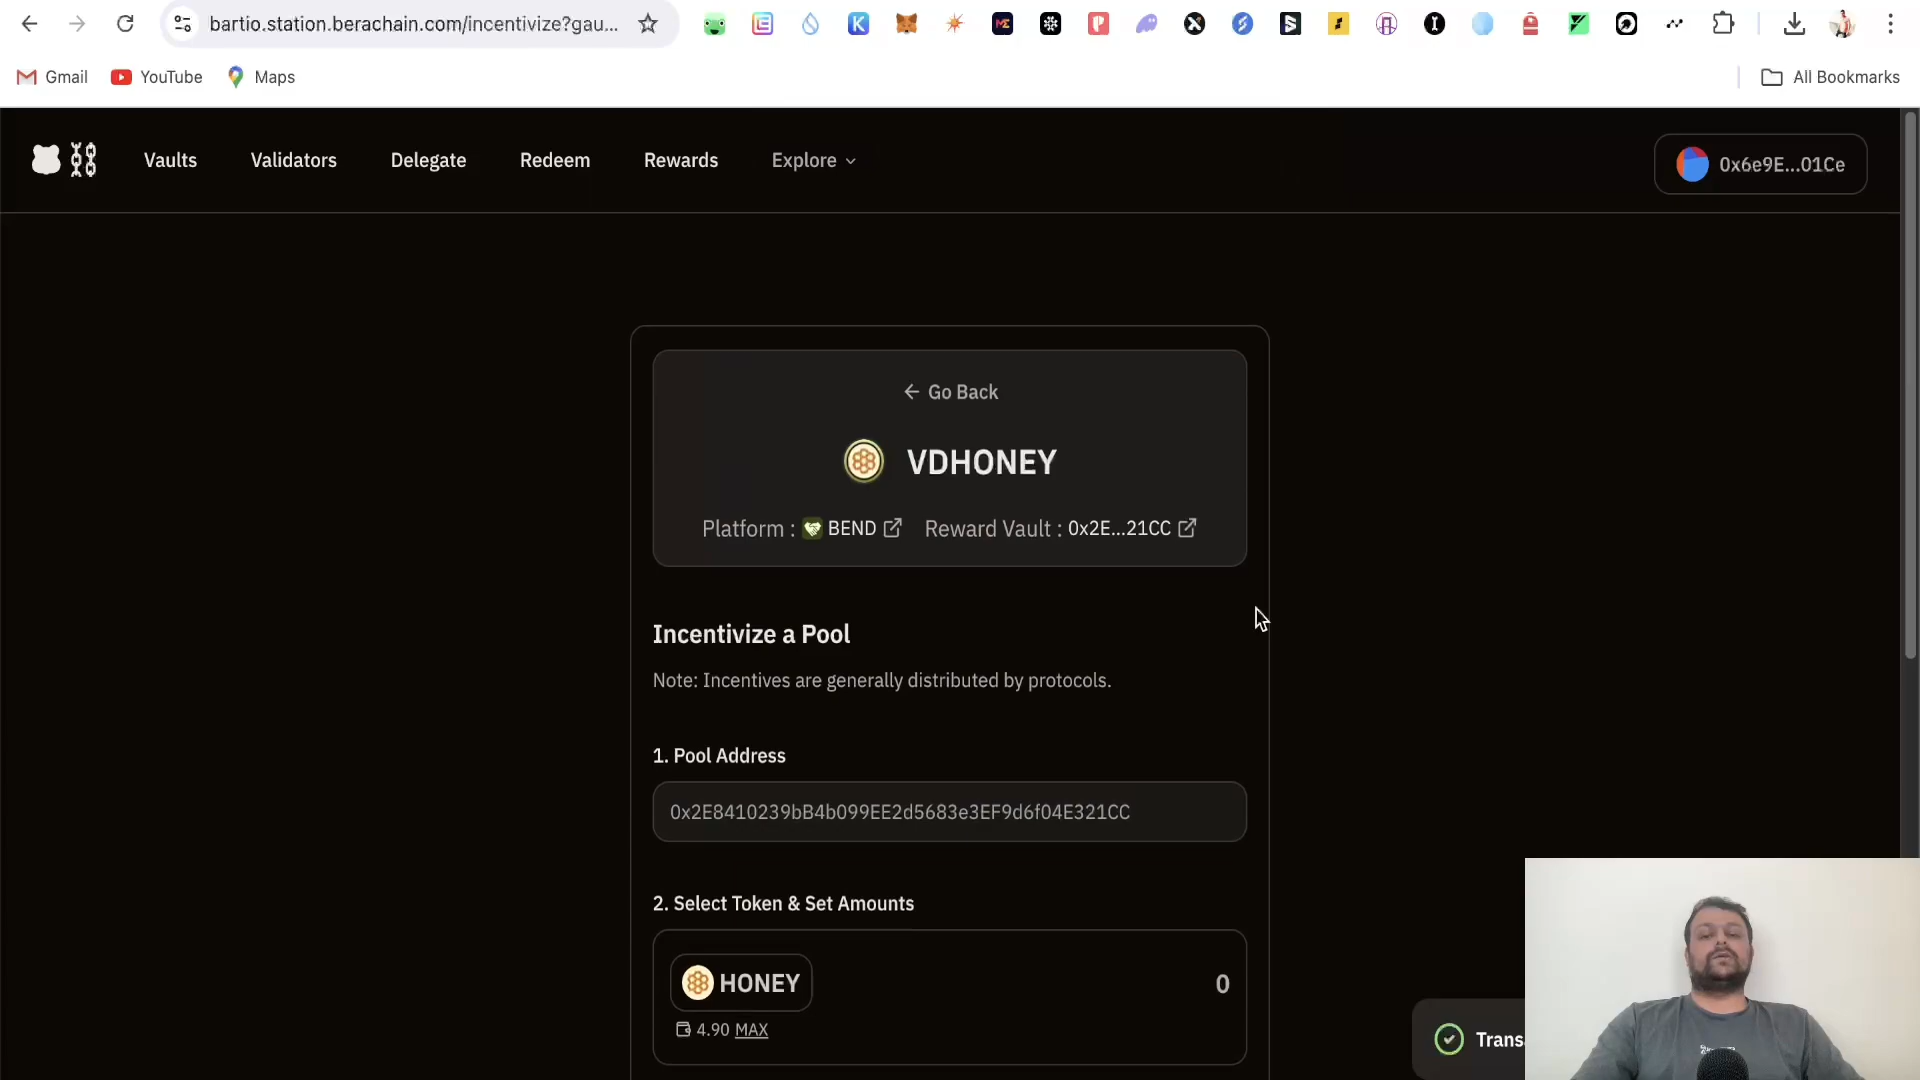 bartio.station.berachain.com/incentivize?gau...
Gmail YouTube Maps All Bookmarks
Vaults Validators Delegate Redeem Rewards Explore 0x6e9E...01Ce
Go Back
VDHONEY
Platform : BEND Reward Vault : 0x2E...21CC
Incentivize a Pool
Note: Incentives are generally distributed by protocols.
1. Pool Address
0x2E8410239bB4b099EE2d5683e3EF9d6f04E321CC
2. Select Token & Set Amounts
HONEY 0
4.90 MAX
Trans